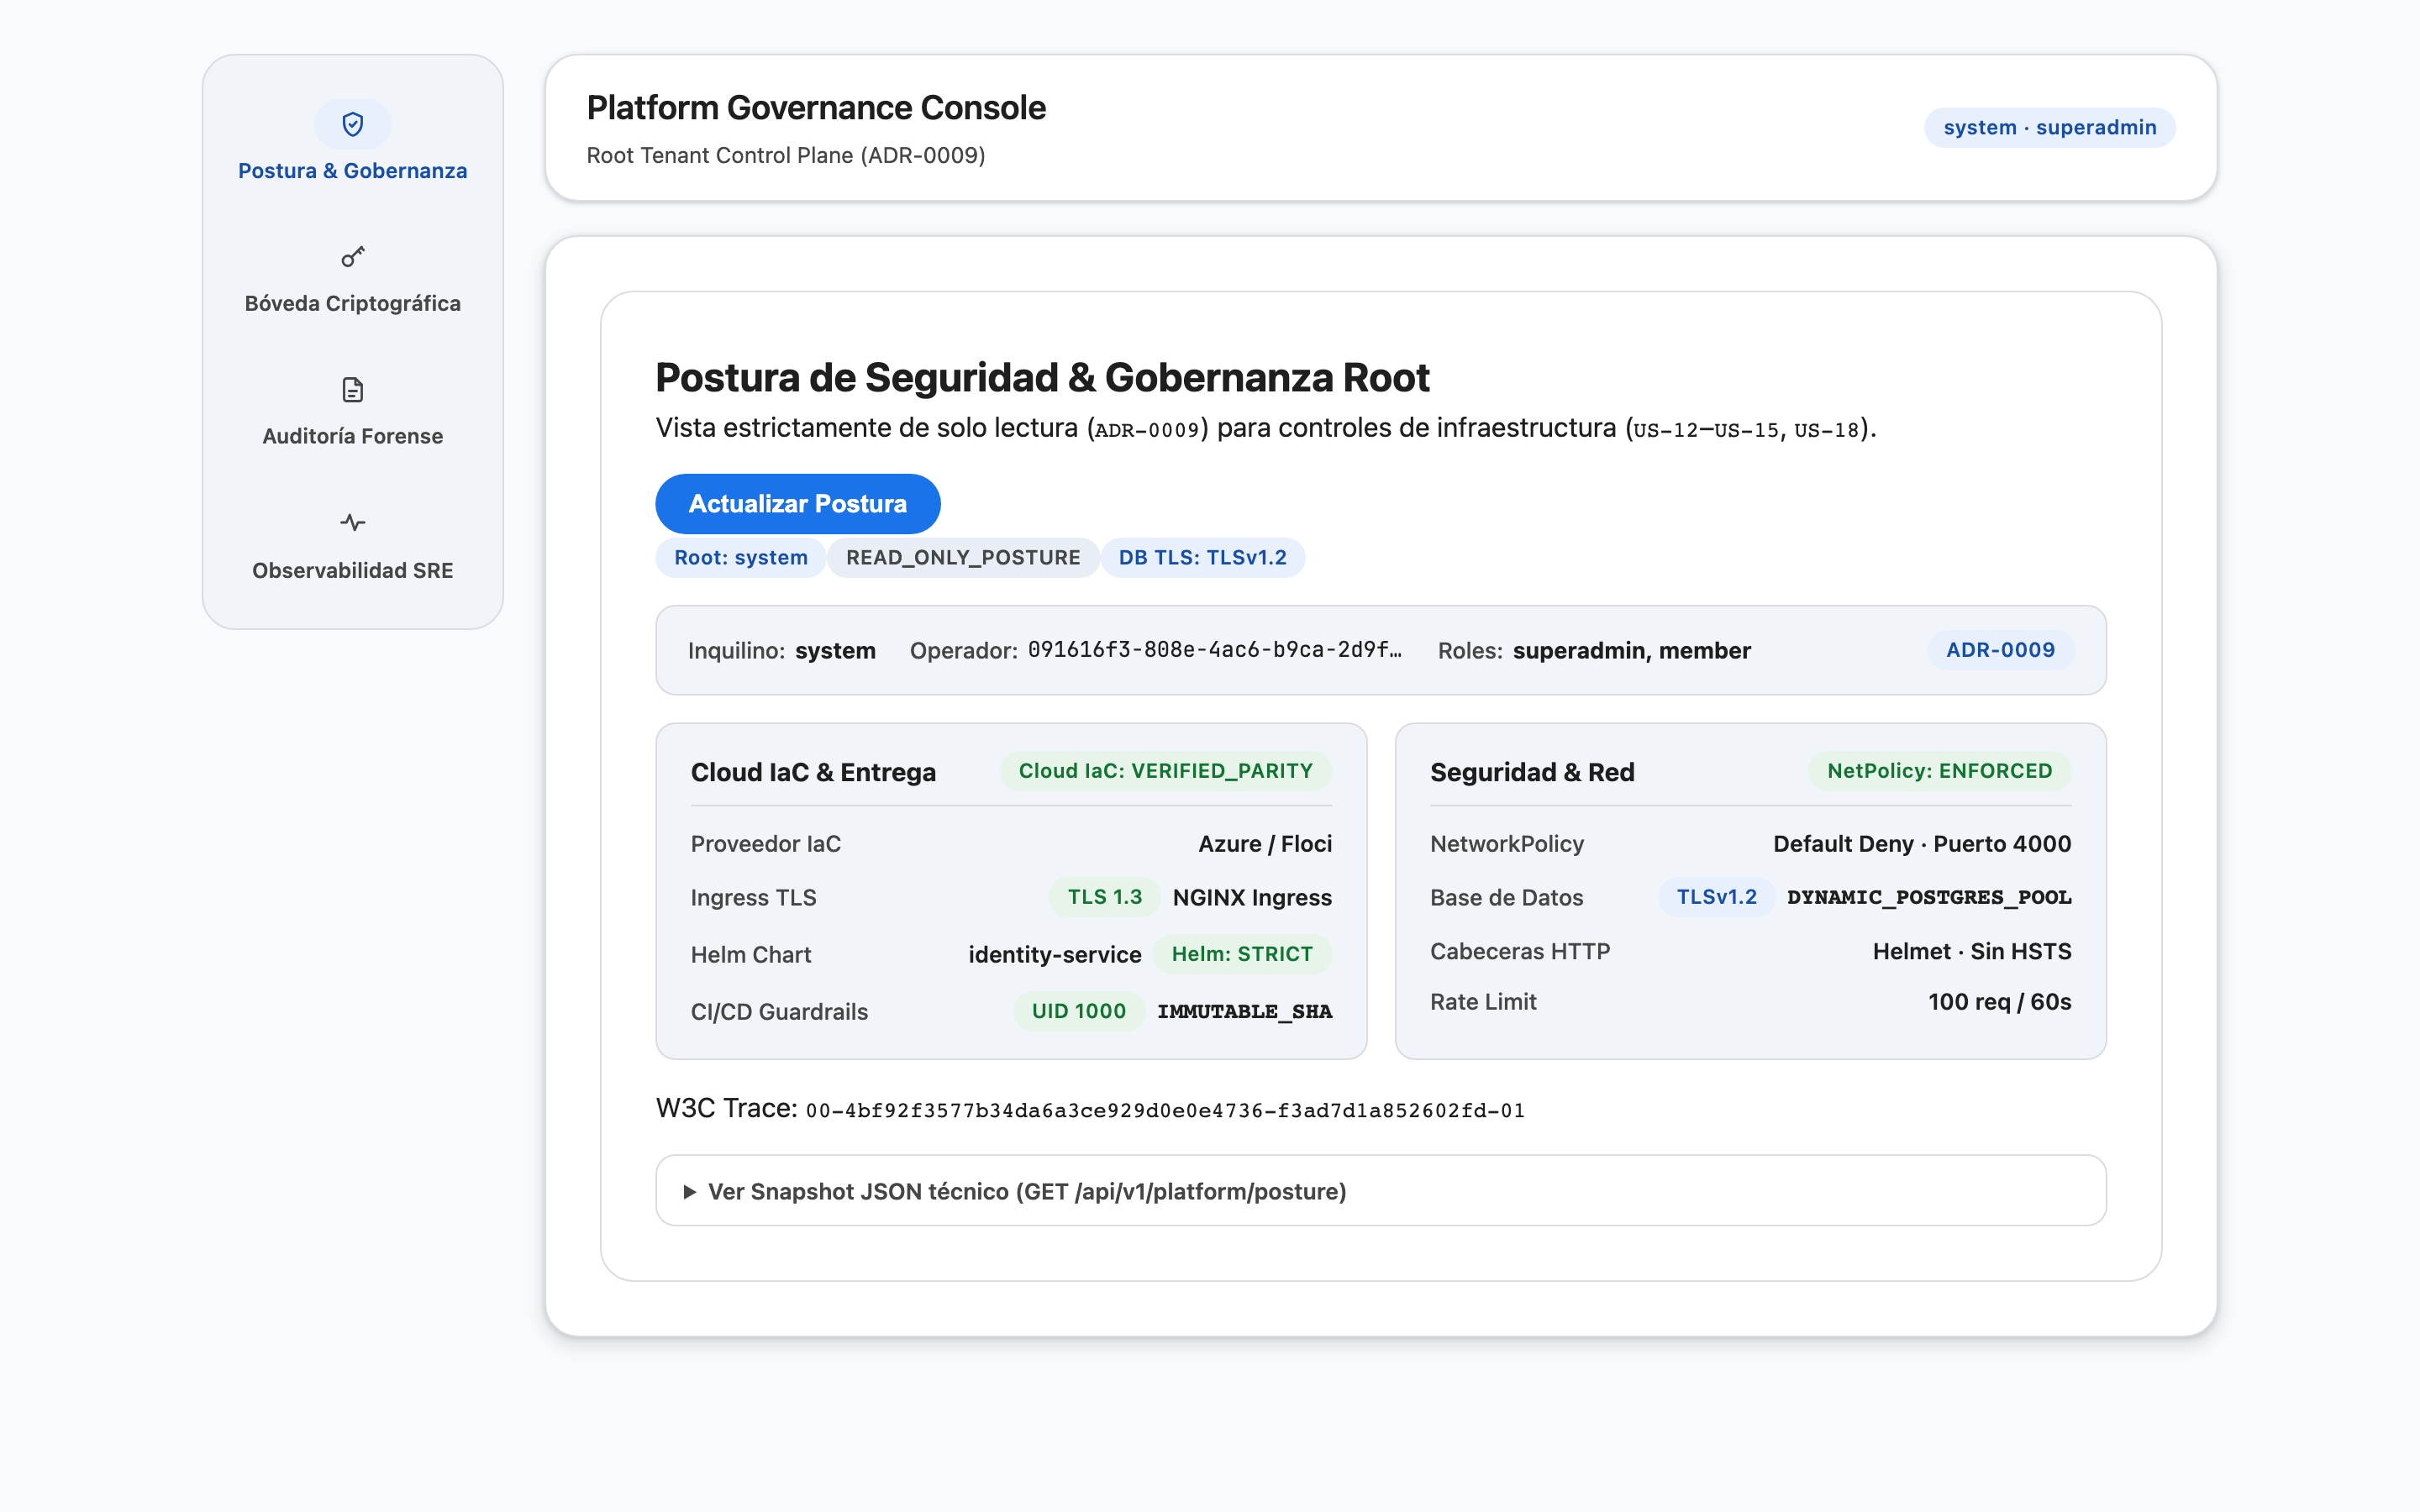 Postura & Gobernanza
Bóveda Criptográfica
Auditoría Forense
Observabilidad SRE
Platform Governance Console
Root Tenant Control Plane (ADR-0009)
system · superadmin
Postura de Seguridad & Gobernanza Root
Vista estrictamente de solo lectura (ADR-0009) para controles de infraestructura (US-12–US-15, US-18).
Actualizar Postura
Root: system READ_ONLY_POSTURE DB TLS: TLSv1.2
Inquilino: system Operador: 091616f3-808e-4ac6-b9ca-2d9f… Roles: superadmin, member ADR-0009
Cloud IaC & Entrega Cloud IaC: VERIFIED_PARITY
Proveedor IaC Azure / Floci
Ingress TLS TLS 1.3 NGINX Ingress
Helm Chart identity-service Helm: STRICT
CI/CD Guardrails UID 1000 IMMUTABLE_SHA
Seguridad & Red NetPolicy: ENFORCED
NetworkPolicy Default Deny · Puerto 4000
Base de Datos TLSv1.2 DYNAMIC_POSTGRES_POOL
Cabeceras HTTP Helmet · Sin HSTS
Rate Limit 100 req / 60s
W3C Trace: 00-4bf92f3577b34da6a3ce929d0e0e4736-f3ad7d1a852602fd-01
▶ Ver Snapshot JSON técnico (GET /api/v1/platform/posture)